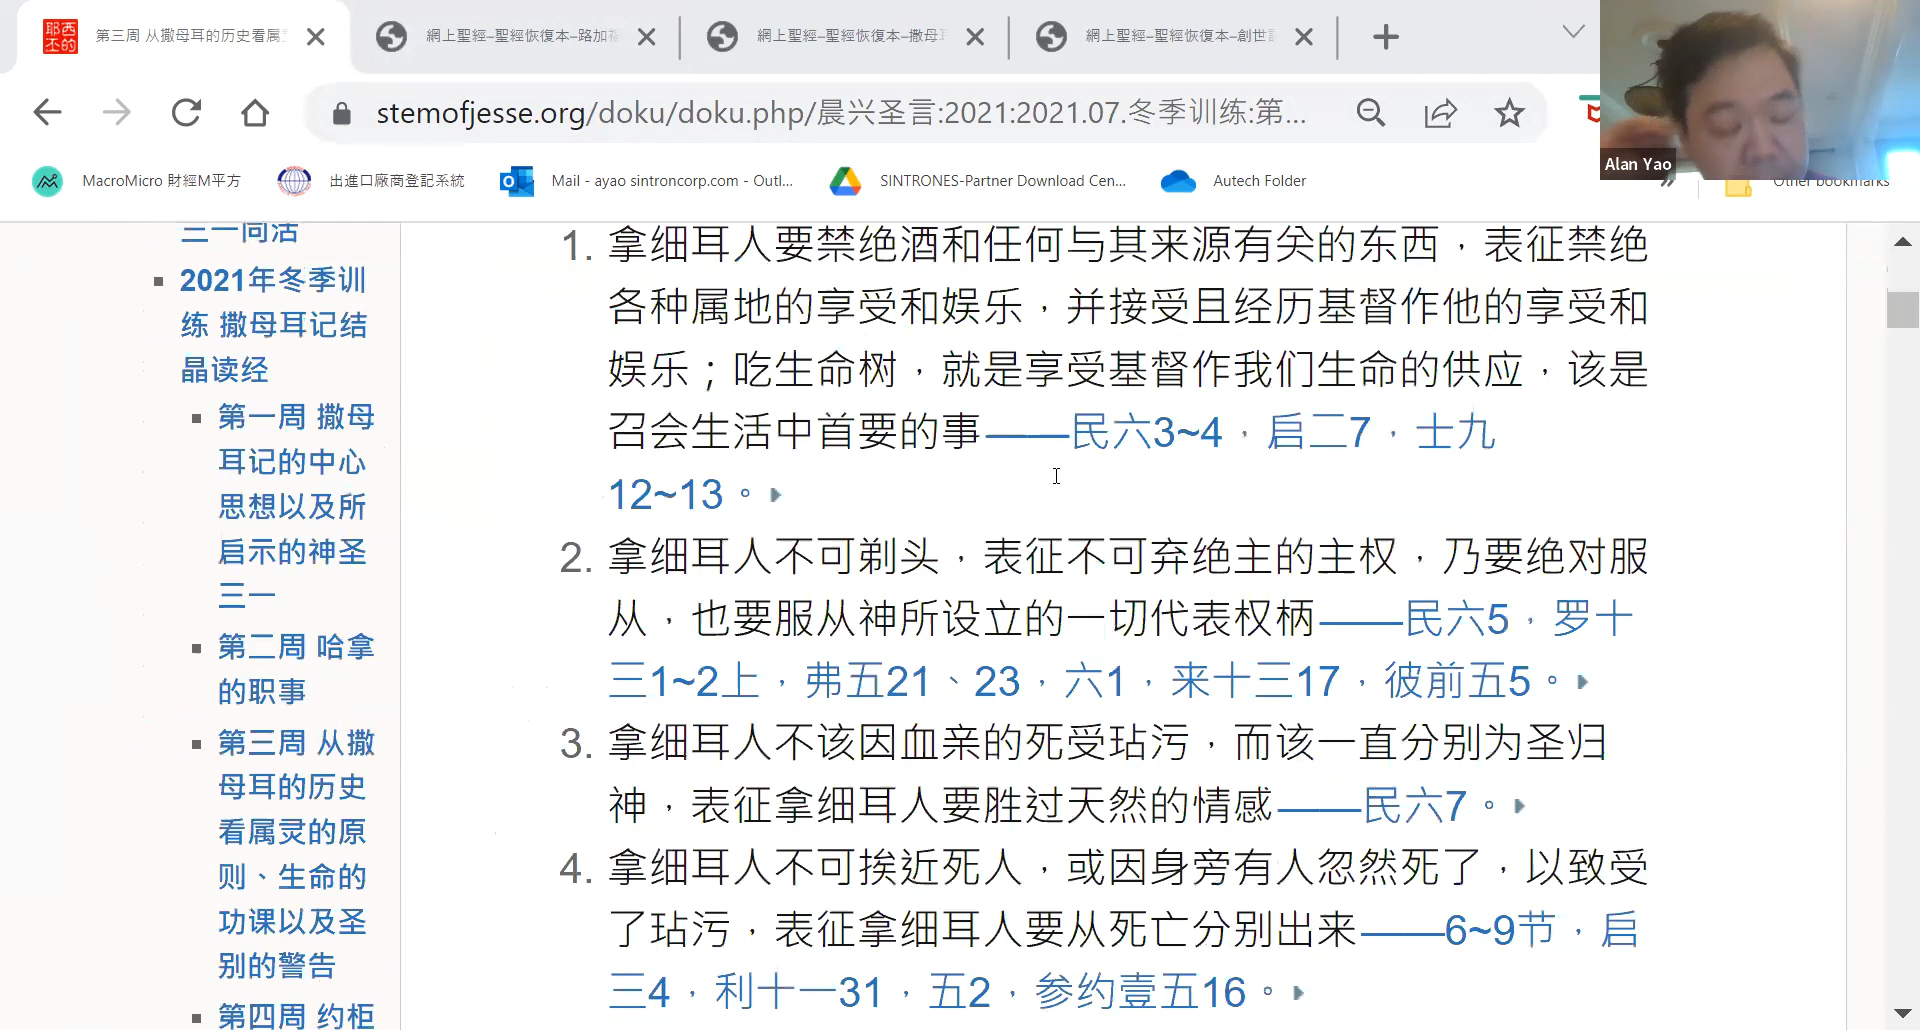 耶西的丕
第三周 从撒母耳的历史看属
網上聖經–聖經恢復本–路加福
網上聖經–聖經恢復本–撒母
網上聖經–聖經恢復本–創世
stemofjesse.org/doku/doku.php/晨兴圣言:2021:2021.07.冬季训练:第...
Alan Yao
MacroMicro 財經M平方
出進口廠商登記系統
Mail - ayao sintroncorp.com - Outl...
SINTRONES-Partner Download Cen...
Autech Folder
Other bookmarks
三一同活
2021年冬季训
练 撒母耳记结
晶读经
第一周 撒母
耳记的中心
思想以及所
启示的神圣
三一
第二周 哈拿
的职事
第三周 从撒
母耳的历史
看属灵的原
则、生命的
功课以及圣
别的警告
第四周 约柜
1. 拿细耳人要禁绝酒和任何与其来源有关的东西，表征禁绝
各种属地的享受和娱乐，并接受且经历基督作他的享受和
娱乐；吃生命树，就是享受基督作我们生命的供应，该是
召会生活中首要的事——民六3~4，启二7，士九
12~13。
2. 拿细耳人不可剃头，表征不可弃绝主的主权，乃要绝对服
从，也要服从神所设立的一切代表权柄——民六5，罗十
三1~2上，弗五21、23，六1，来十三17，彼前五5。
3. 拿细耳人不该因血亲的死受玷污，而该一直分别为圣归
神，表征拿细耳人要胜过天然的情感——民六7。
4. 拿细耳人不可挨近死人，或因身旁有人忽然死了，以致受
了玷污，表征拿细耳人要从死亡分别出来——6~9节，启
三4，利十一31，五2，参约壹五16。